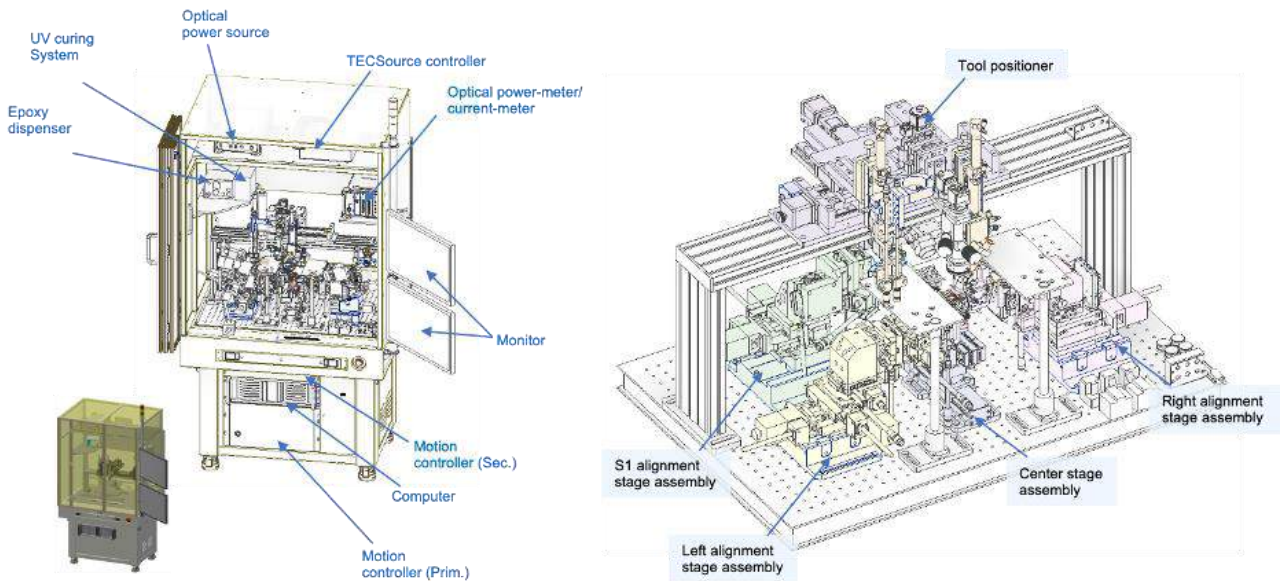 Optical
power source
UV curing
System
TECSource controller
Optical power-meter/
current-meter
Epoxy
dispenser
Monitor
Motion
controller (Sec.)
Computer
Motion
controller (Prim.)
Tool positioner
Right alignment
stage assembly
S1 alignment
stage assembly
Center stage
assembly
Left alignment
stage assembly